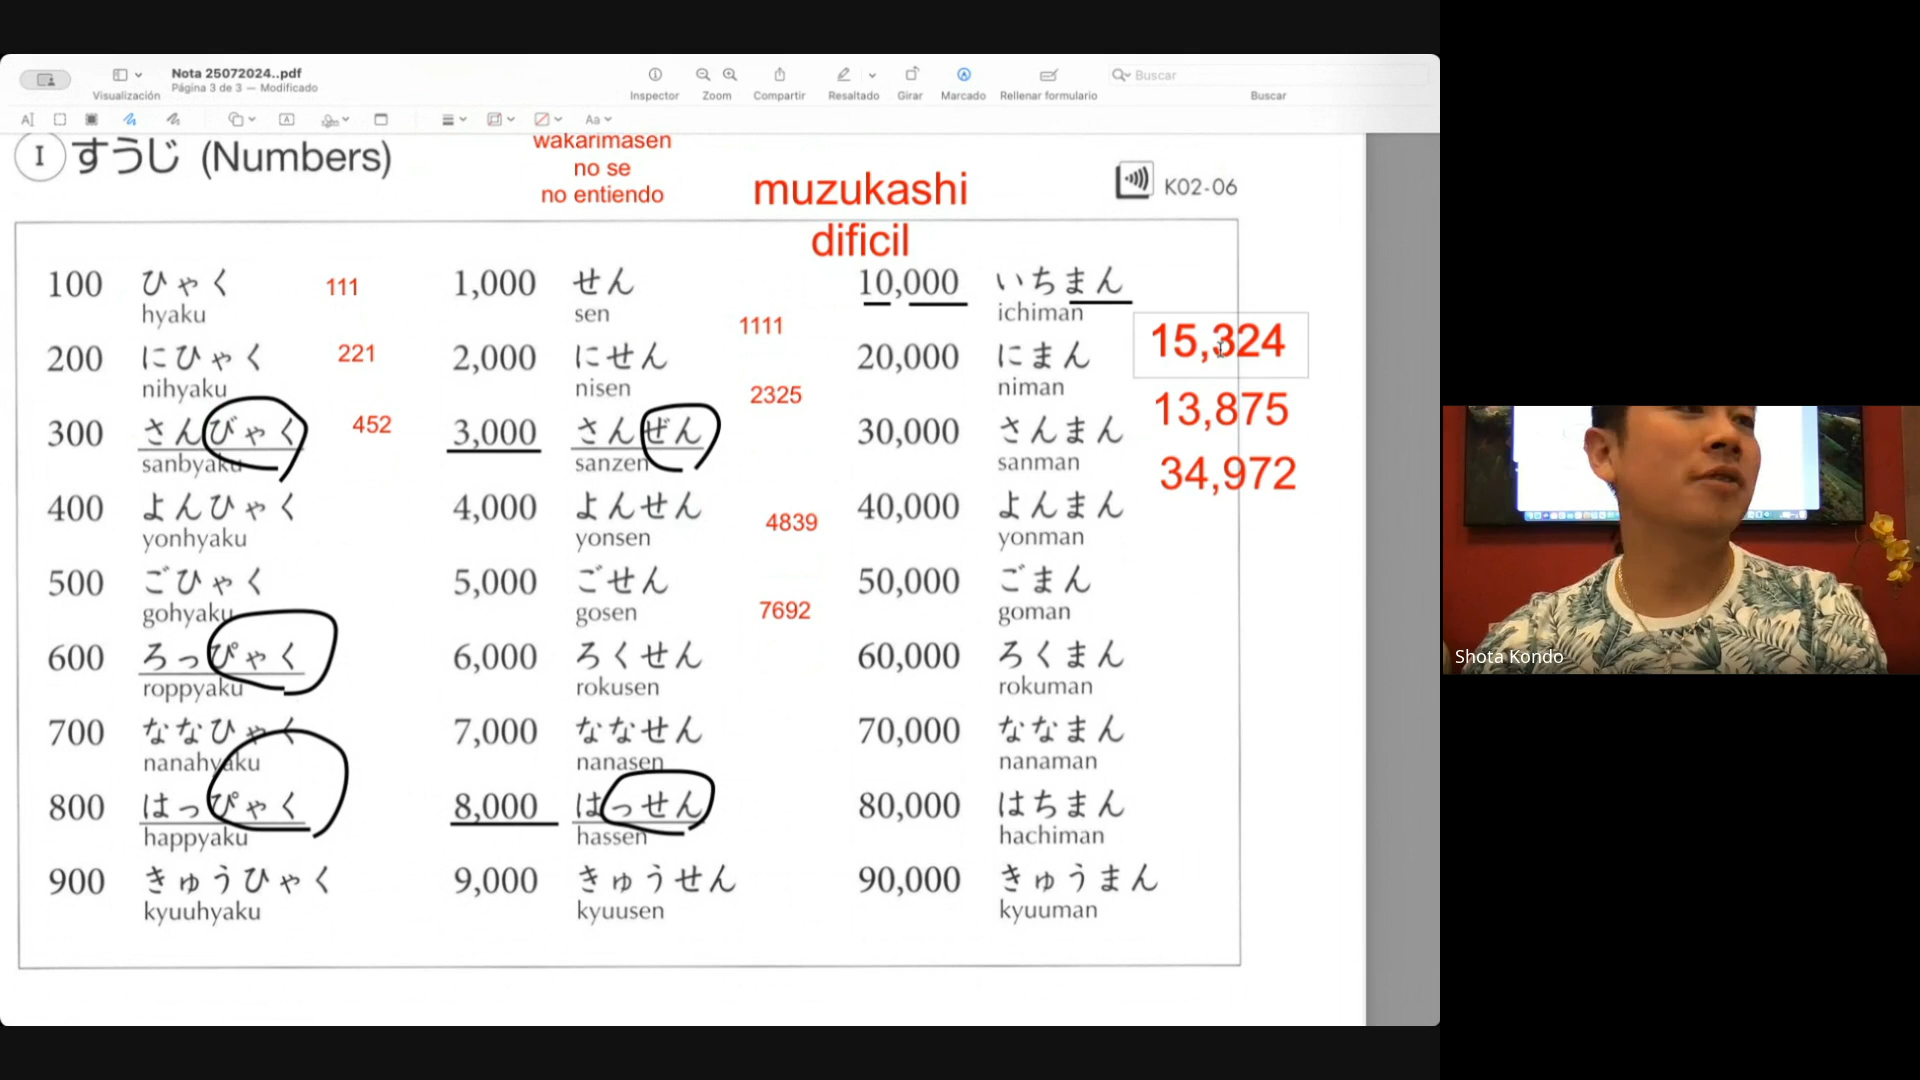 Nota 25072024..pdf
Página 3 de 3 — Modificado
Visualización
Inspector
Zoom
Compartir
Resaltado
Girar
Marcado
Rellenar formulario
Buscar
Buscar
Aa
I すうじ (Numbers)
wakarimasen
no se
no entiendo
muzukashi
dificil
K02-06
100 ひゃく 111
hyaku
200 にひゃく 221
nihyaku
300 さんびゃく 452
sanbyaku
400 よんひゃく
yonhyaku
500 ごひゃく
gohyaku
600 ろっぴゃく
roppyaku
700 ななひゃく
nanahyaku
800 はっぴゃく
happyaku
900 きゅうひゃく
kyuuhyaku
1,000 せん
sen
1111
2,000 にせん
nisen
2325
3,000 さんぜん
sanzen
4,000 よんせん
4839
yonsen
5,000 ごせん
gosen
7692
6,000 ろくせん
rokusen
7,000 ななせん
nanasen
8,000 はっせん
hassen
9,000 きゅうせん
kyuusen
10,000 いちまん
ichiman
15,324
20,000 にまん
niman
13,875
30,000 さんまん
sanman
34,972
40,000 よんまん
yonman
50,000 ごまん
goman
60,000 ろくまん
rokuman
70,000 ななまん
nanaman
80,000 はちまん
hachiman
90,000 きゅうまん
kyuuman
Shota Kondo